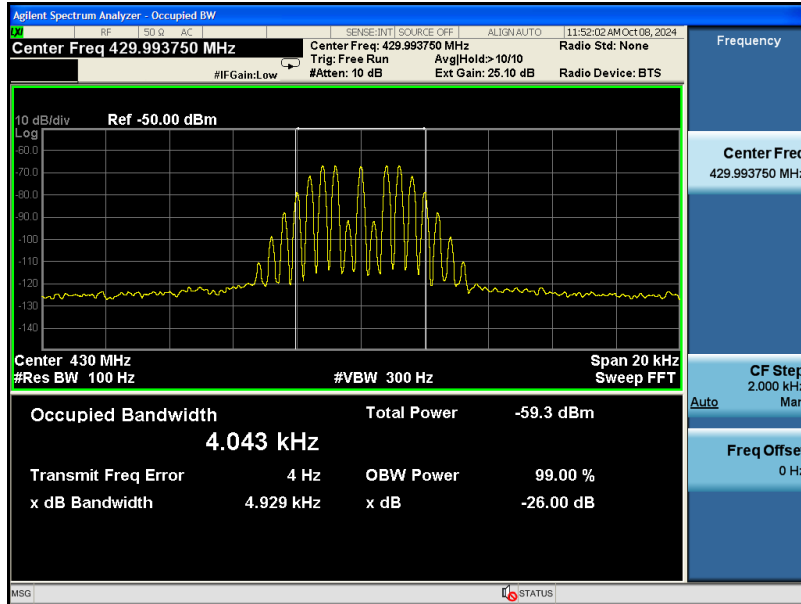 Agilent Spectrum Analyzer - Occupied BW
LXI RF 50 Ω AC SENSE:INT SOURCE OFF ALIGN AUTO 11:52:02 AM Oct 08, 2024
Center Freq 429.993750 MHz
Center Freq: 429.993750 MHz Radio Std: None
Trig: Free Run Avg|Hold:>10/10
#IFGain:Low #Atten: 10 dB Ext Gain: 25.10 dB Radio Device: BTS
10 dB/div Ref -50.00 dBm
Log
-60.0
-70.0
-80.0
-90.0
-100
-110
-120
-130
-140
Center 430 MHz Span 20 kHz
#Res BW 100 Hz #VBW 300 Hz Sweep FFT
Occupied Bandwidth Total Power -59.3 dBm
4.043 kHz
Transmit Freq Error 4 Hz OBW Power 99.00 %
x dB Bandwidth 4.929 kHz x dB -26.00 dB
MSG STATUS
Frequency
Center Freq
429.993750 MHz
CF Step
2.000 kHz
Auto Man
Freq Offset
0 Hz